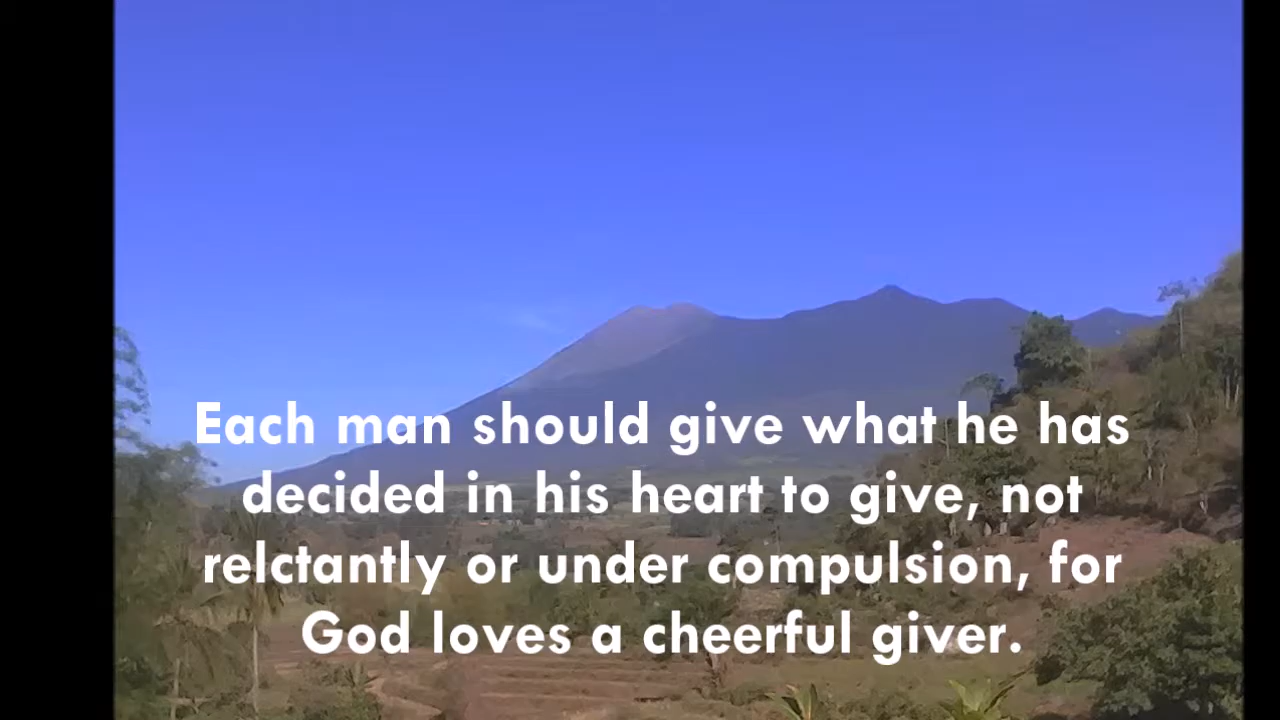 Each man should give what he has
decided in his heart to give, not
relctantly or under compulsion, for
God loves a cheerful giver.